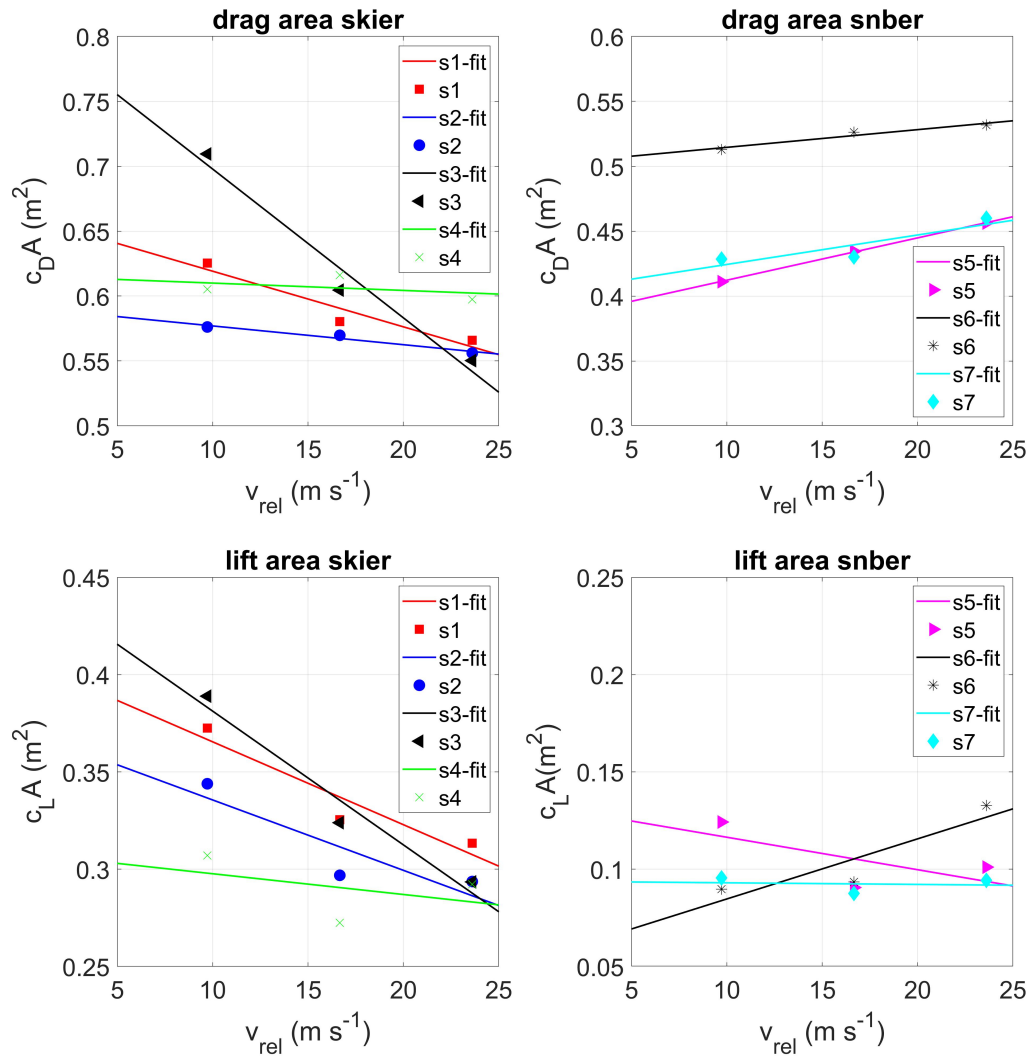 drag area skier
0.8
0.75
0.7
0.65
0.6
0.55
0.5
c_D A (m^2)
5 10 15 20 25
v_rel (m s^-1)
s1-fit
s1
s2-fit
s2
s3-fit
s3
s4-fit
s4
drag area snber
0.6
0.55
0.5
0.45
0.4
0.35
0.3
c_D A (m^2)
5 10 15 20 25
v_rel (m s^-1)
s5-fit
s5
s6-fit
s6
s7-fit
s7
lift area skier
0.45
0.4
0.35
0.3
0.25
c_L A (m^2)
5 10 15 20 25
v_rel (m s^-1)
s1-fit
s1
s2-fit
s2
s3-fit
s3
s4-fit
s4
lift area snber
0.25
0.2
0.15
0.1
0.05
c_L A(m^2)
5 10 15 20 25
v_rel (m s^-1)
s5-fit
s5
s6-fit
s6
s7-fit
s7